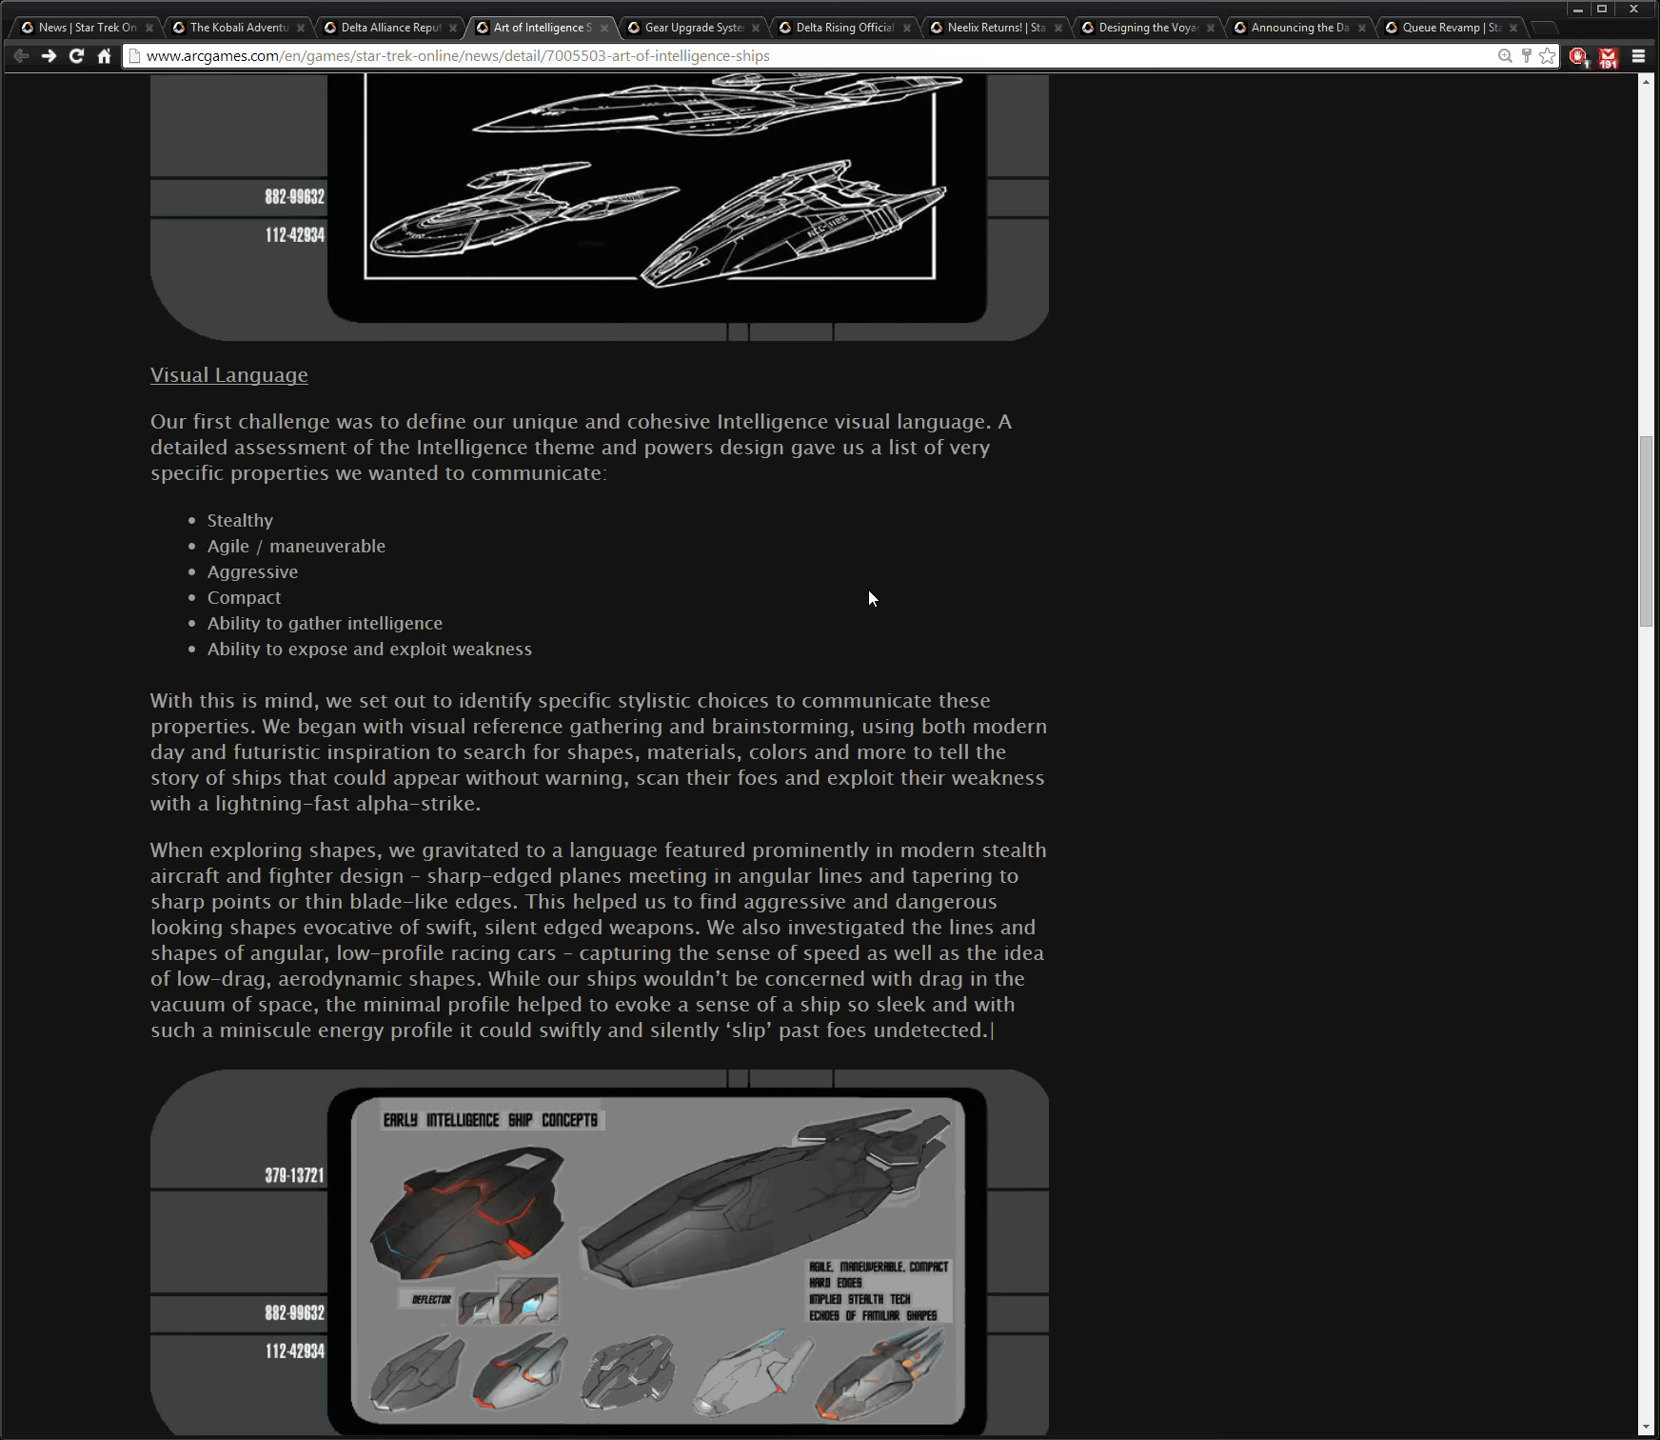 News | Star Trek On
The Kobali Adventu
Delta Alliance Reput
Art of Intelligence S
Gear Upgrade Syste
Delta Rising Official
Neelix Returns! | Sta
Designing the Voya
Announcing the Da
Queue Revamp | St
www.arcgames.com/en/games/star-trek-online/news/detail/7005503-art-of-intelligence-ships
1
191
882-99632
112-42934
Visual Language
Our first challenge was to define our unique and cohesive Intelligence visual language. A
detailed assessment of the Intelligence theme and powers design gave us a list of very
specific properties we wanted to communicate:
• Stealthy
• Agile / maneuverable
• Aggressive
• Compact
• Ability to gather intelligence
• Ability to expose and exploit weakness
With this is mind, we set out to identify specific stylistic choices to communicate these
properties. We began with visual reference gathering and brainstorming, using both modern
day and futuristic inspiration to search for shapes, materials, colors and more to tell the
story of ships that could appear without warning, scan their foes and exploit their weakness
with a lightning-fast alpha-strike.
When exploring shapes, we gravitated to a language featured prominently in modern stealth
aircraft and fighter design – sharp-edged planes meeting in angular lines and tapering to
sharp points or thin blade-like edges. This helped us to find aggressive and dangerous
looking shapes evocative of swift, silent edged weapons. We also investigated the lines and
shapes of angular, low-profile racing cars – capturing the sense of speed as well as the idea
of low-drag, aerodynamic shapes. While our ships wouldn’t be concerned with drag in the
vacuum of space, the minimal profile helped to evoke a sense of a ship so sleek and with
such a miniscule energy profile it could swiftly and silently ‘slip’ past foes undetected.
EARLY INTELLIGENCE SHIP CONCEPTS
379-13721
AGILE, MANEUVERABLE, COMPACT
HARD EDGES
IMPLIED STEALTH TECH
ECHOES OF FAMILIAR SHAPES
DEFLECTOR
882-99632
112-42934